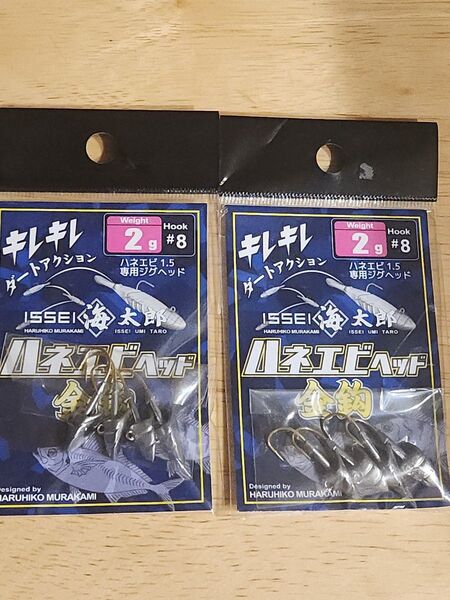 Weight
2g
Hook
#8
キレキレ
ダートアクション
ハネエビ 1.5
専用ジグヘッド
ISSEI 海太郎
HARUHIKO MURAKAMI ISSEI UMI TARO
ハネエビヘッド
金
Designed by
HARUHIKO MURAKAMI
Weight
2g
Hook
#8
キレキレ
ダートアクション
ハネエビ 1.5
専用ジグヘッド
ISSEI 海太郎
HARUHIKO MURAKAMI ISSEI UMI TARO
ハネエビヘッド
金鈎
Designed by
HARUHIKO MURAKAMI